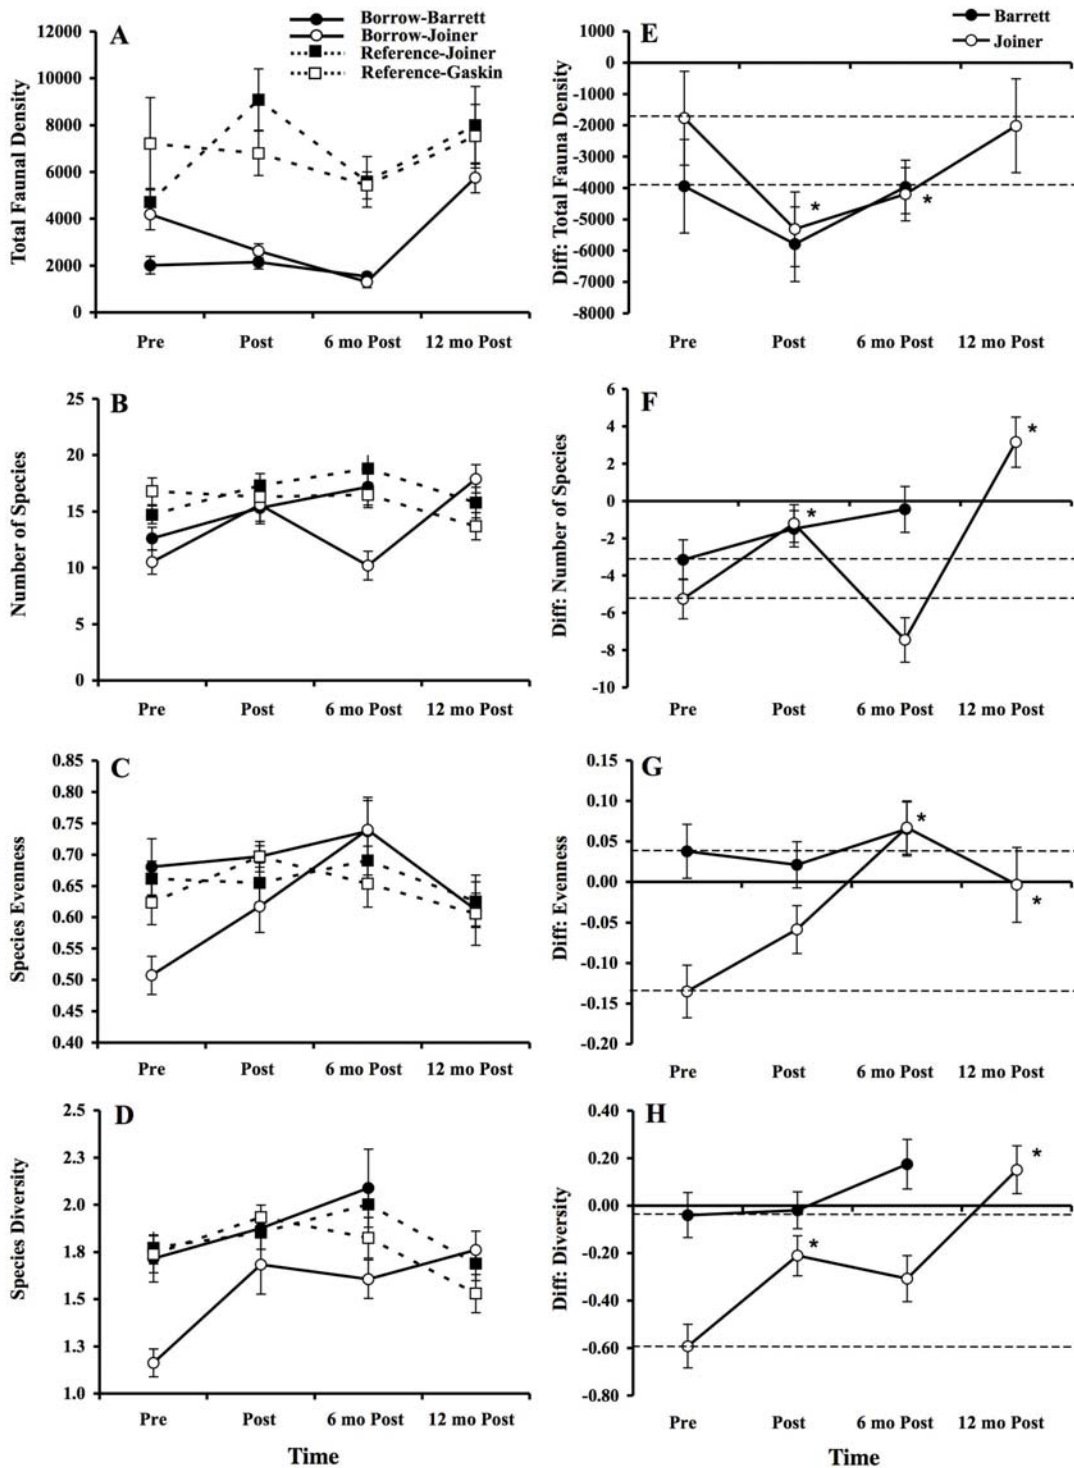 A
Borrow-Barrett
Borrow-Joiner
Reference-Joiner
Reference-Gaskin
Total Faunal Density
12000
10000
8000
6000
4000
2000
0
Pre Post 6 mo Post 12 mo Post
E
Barrett
Joiner
Diff: Total Fauna Density
1000
0
-1000
-2000
-3000
-4000
-5000
-6000
-7000
-8000
* *
Pre Post 6 mo Post 12 mo Post
B
Number of Species
25
20
15
10
5
0
Pre Post 6 mo Post 12 mo Post
F
Diff: Number of Species
6
4
2
0
-2
-4
-6
-8
-10
* *
Pre Post 6 mo Post 12 mo Post
C
Species Evenness
0.85
0.80
0.75
0.70
0.65
0.60
0.55
0.50
0.45
0.40
Pre Post 6 mo Post 12 mo Post
G
Diff: Evenness
0.15
0.10
0.05
0.00
-0.05
-0.10
-0.15
-0.20
* *
Pre Post 6 mo Post 12 mo Post
D
Species Diversity
2.5
2.3
2.0
1.8
1.5
1.3
1.0
Pre Post 6 mo Post 12 mo Post
Time
H
Diff: Diversity
0.40
0.20
0.00
-0.20
-0.40
-0.60
-0.80
* *
Pre Post 6 mo Post 12 mo Post
Time